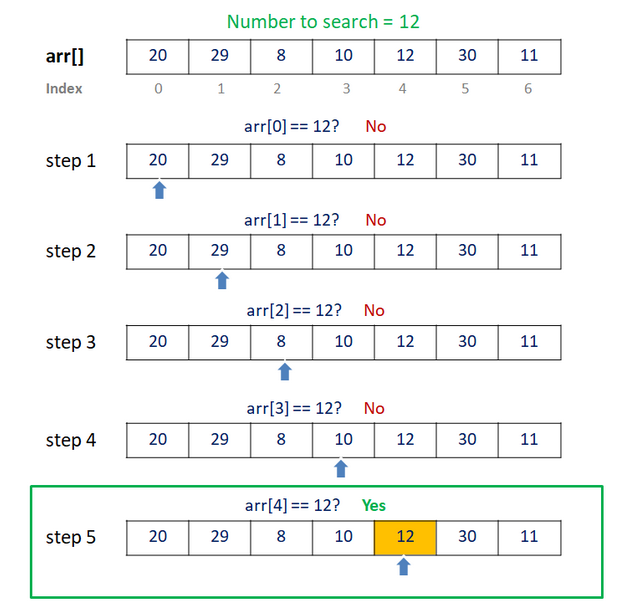 Number to search = 12
arr[] 20 29 8 10 12 30 11
Index 0 1 2 3 4 5 6
arr[0] == 12? No
step 1 20 29 8 10 12 30 11
arr[1] == 12? No
step 2 20 29 8 10 12 30 11
arr[2] == 12? No
step 3 20 29 8 10 12 30 11
arr[3] == 12? No
step 4 20 29 8 10 12 30 11
arr[4] == 12? Yes
step 5 20 29 8 10 12 30 11